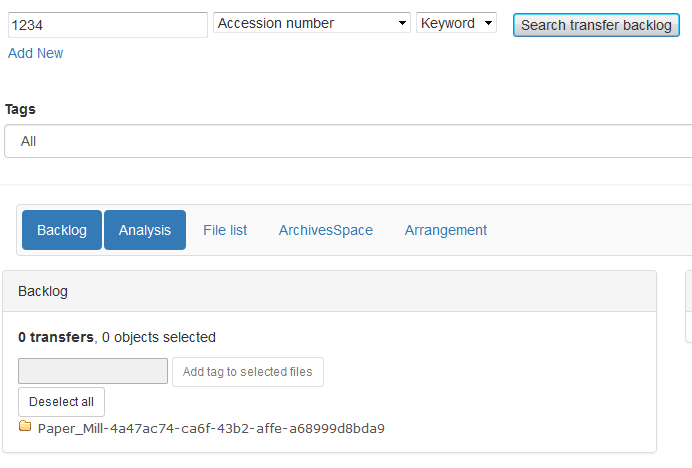 1234 Accession number Keyword Search transfer backlog
Add New
Tags
All
Backlog Analysis File list ArchivesSpace Arrangement
Backlog
0 transfers, 0 objects selected
Add tag to selected files
Deselect all
Paper_Mill-4a47ac74-ca6f-43b2-affe-a68999d8bda9